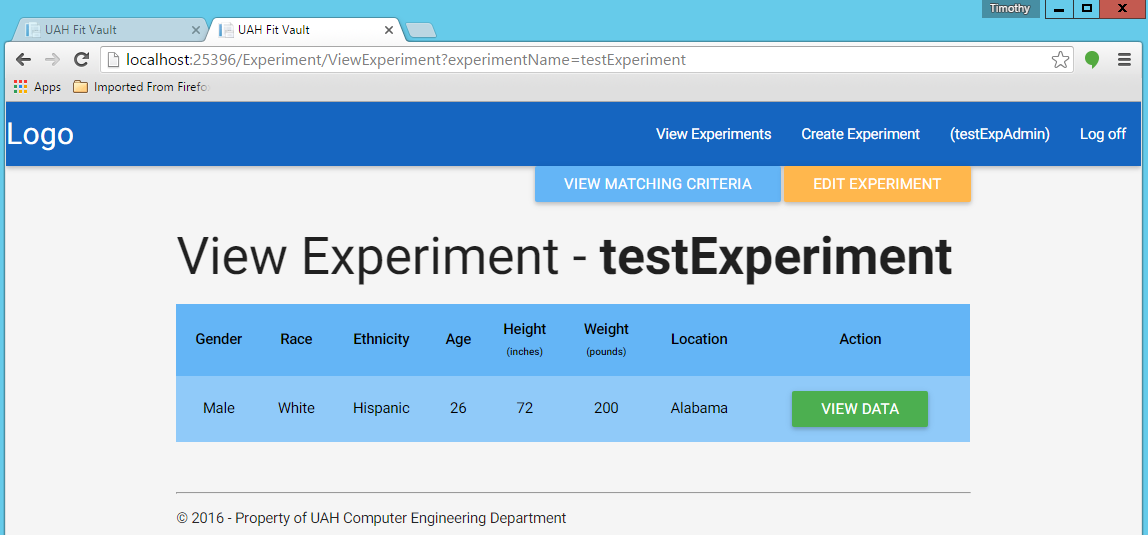 Timothy
UAH Fit Vault
UAH Fit Vault
localhost:25396/Experiment/ViewExperiment?experimentName=testExperiment
Apps Imported From Firefo
Logo View Experiments Create Experiment (testExpAdmin) Log off
VIEW MATCHING CRITERIA EDIT EXPERIMENT
View Experiment - testExperiment
Gender Race Ethnicity Age Height (inches) Weight (pounds) Location Action
Male White Hispanic 26 72 200 Alabama VIEW DATA
© 2016 - Property of UAH Computer Engineering Department